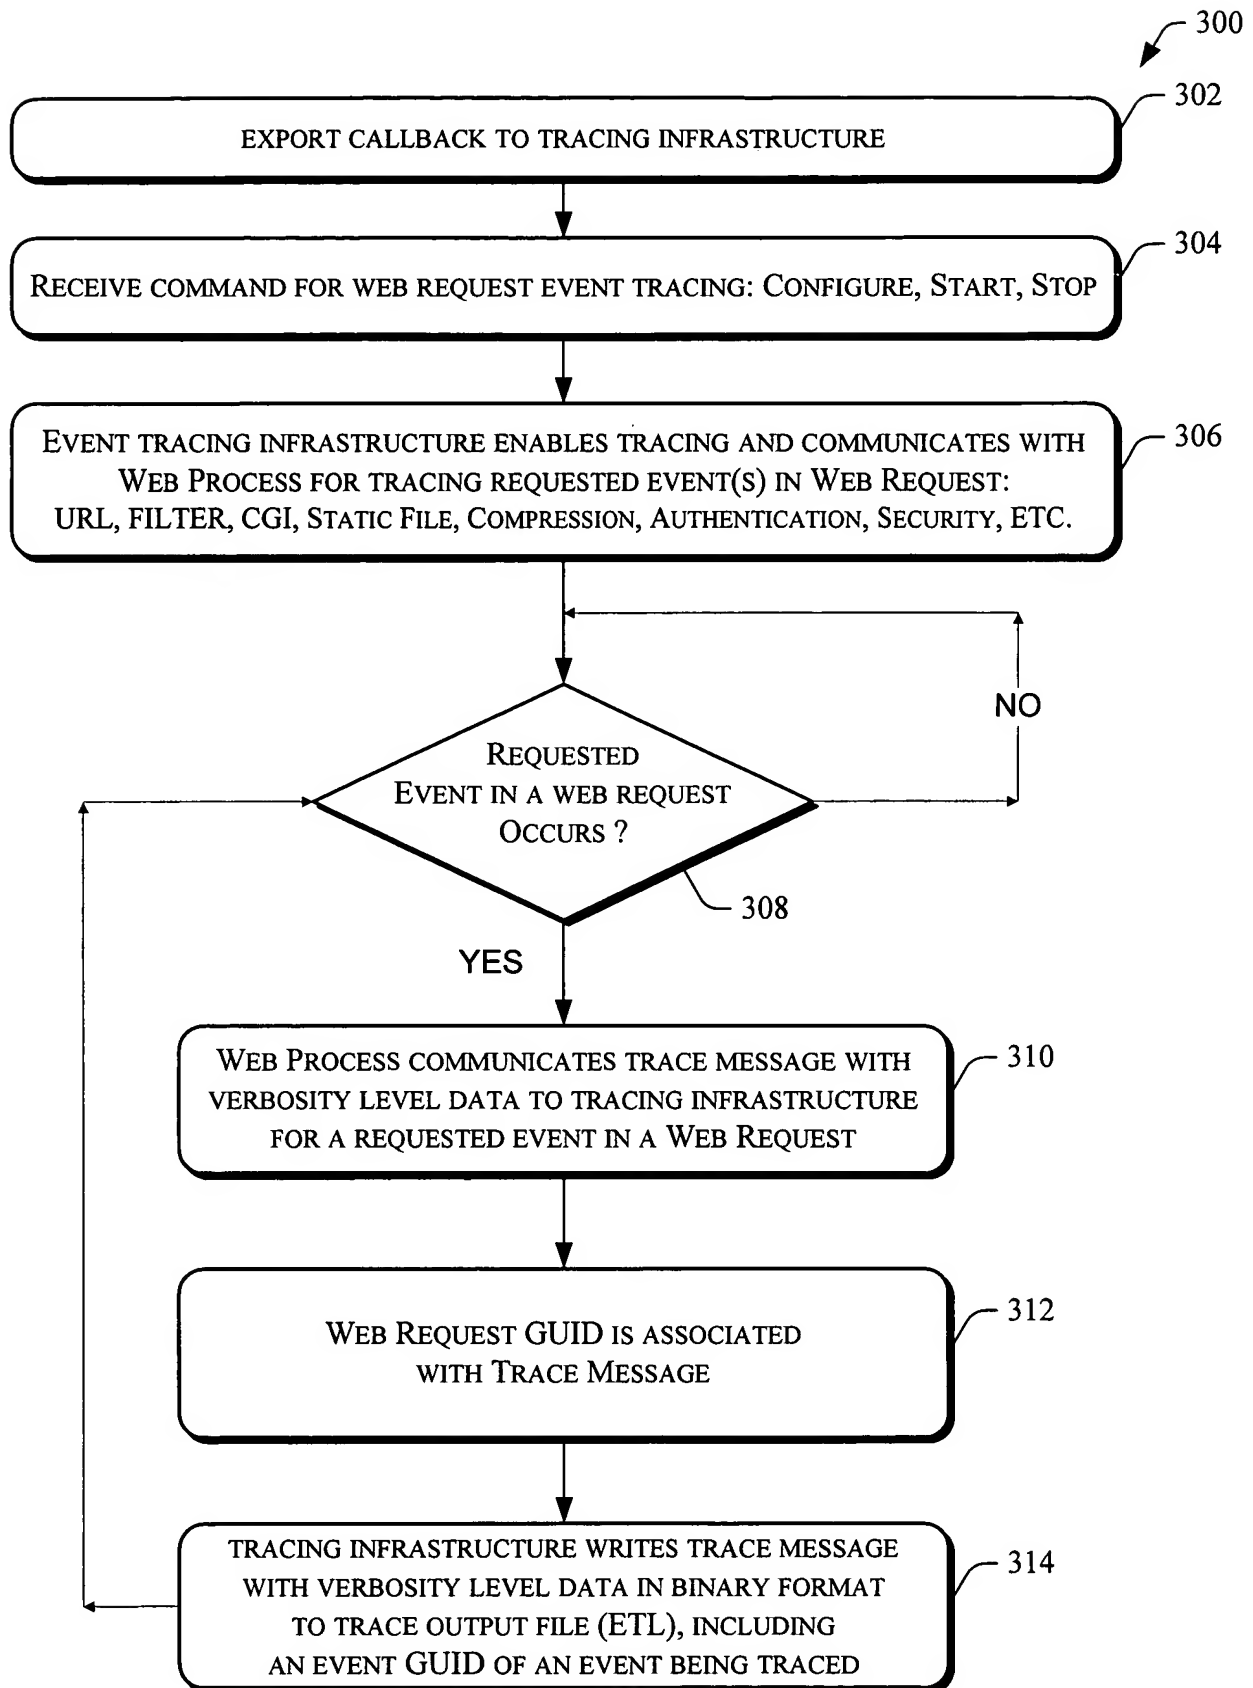 300
302
EXPORT CALLBACK TO TRACING INFRASTRUCTURE
304
RECEIVE COMMAND FOR WEB REQUEST EVENT TRACING: CONFIGURE, START, STOP
306
EVENT TRACING INFRASTRUCTURE ENABLES TRACING AND COMMUNICATES WITH
WEB PROCESS FOR TRACING REQUESTED EVENT(S) IN WEB REQUEST:
URL, FILTER, CGI, STATIC FILE, COMPRESSION, AUTHENTICATION, SECURITY, ETC.
NO
REQUESTED
EVENT IN A WEB REQUEST
OCCURS ?
308
YES
310
WEB PROCESS COMMUNICATES TRACE MESSAGE WITH
VERBOSITY LEVEL DATA TO TRACING INFRASTRUCTURE
FOR A REQUESTED EVENT IN A WEB REQUEST
312
WEB REQUEST GUID IS ASSOCIATED
WITH TRACE MESSAGE
314
TRACING INFRASTRUCTURE WRITES TRACE MESSAGE
WITH VERBOSITY LEVEL DATA IN BINARY FORMAT
TO TRACE OUTPUT FILE (ETL), INCLUDING
AN EVENT GUID OF AN EVENT BEING TRACED